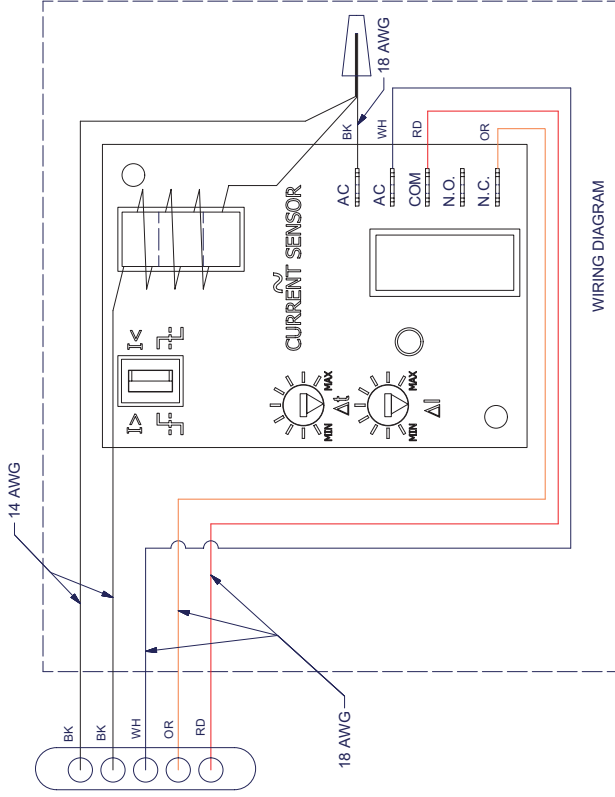 14 AWG
BK
BK
WH
OR
RD
18 AWG
I> I<
CURRENT SENSOR
MIN MAX
Δt
MIN MAX
ΔI
AC BK
18 AWG
AC WH
COM RD
N.O.
N.C. OR
WIRING DIAGRAM